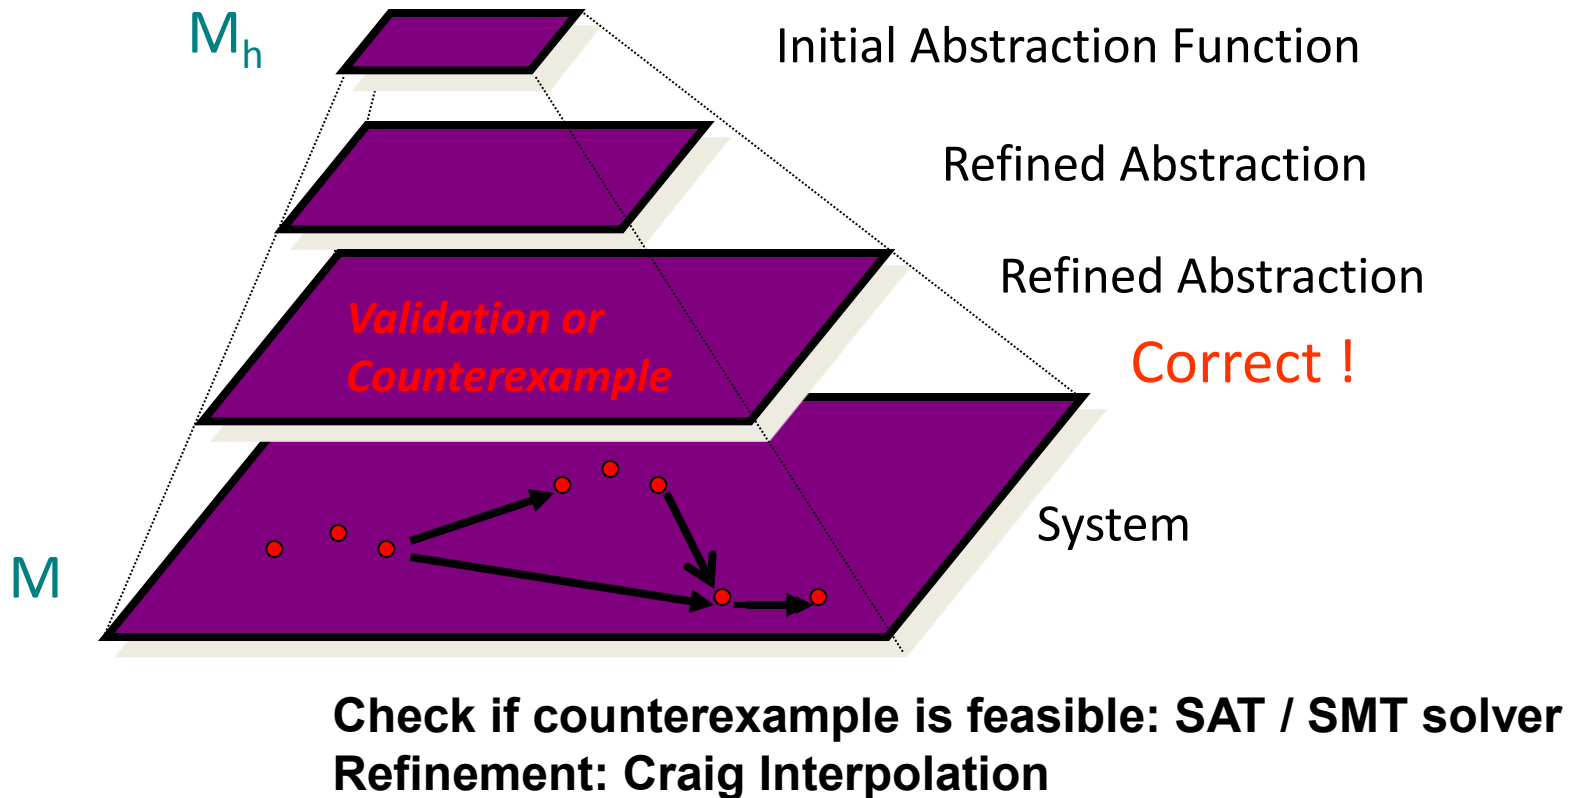 M_h
Initial Abstraction Function
Refined Abstraction
Refined Abstraction
Validation or
Counterexample
Correct !
System
M
Check if counterexample is feasible: SAT / SMT solver
Refinement: Craig Interpolation